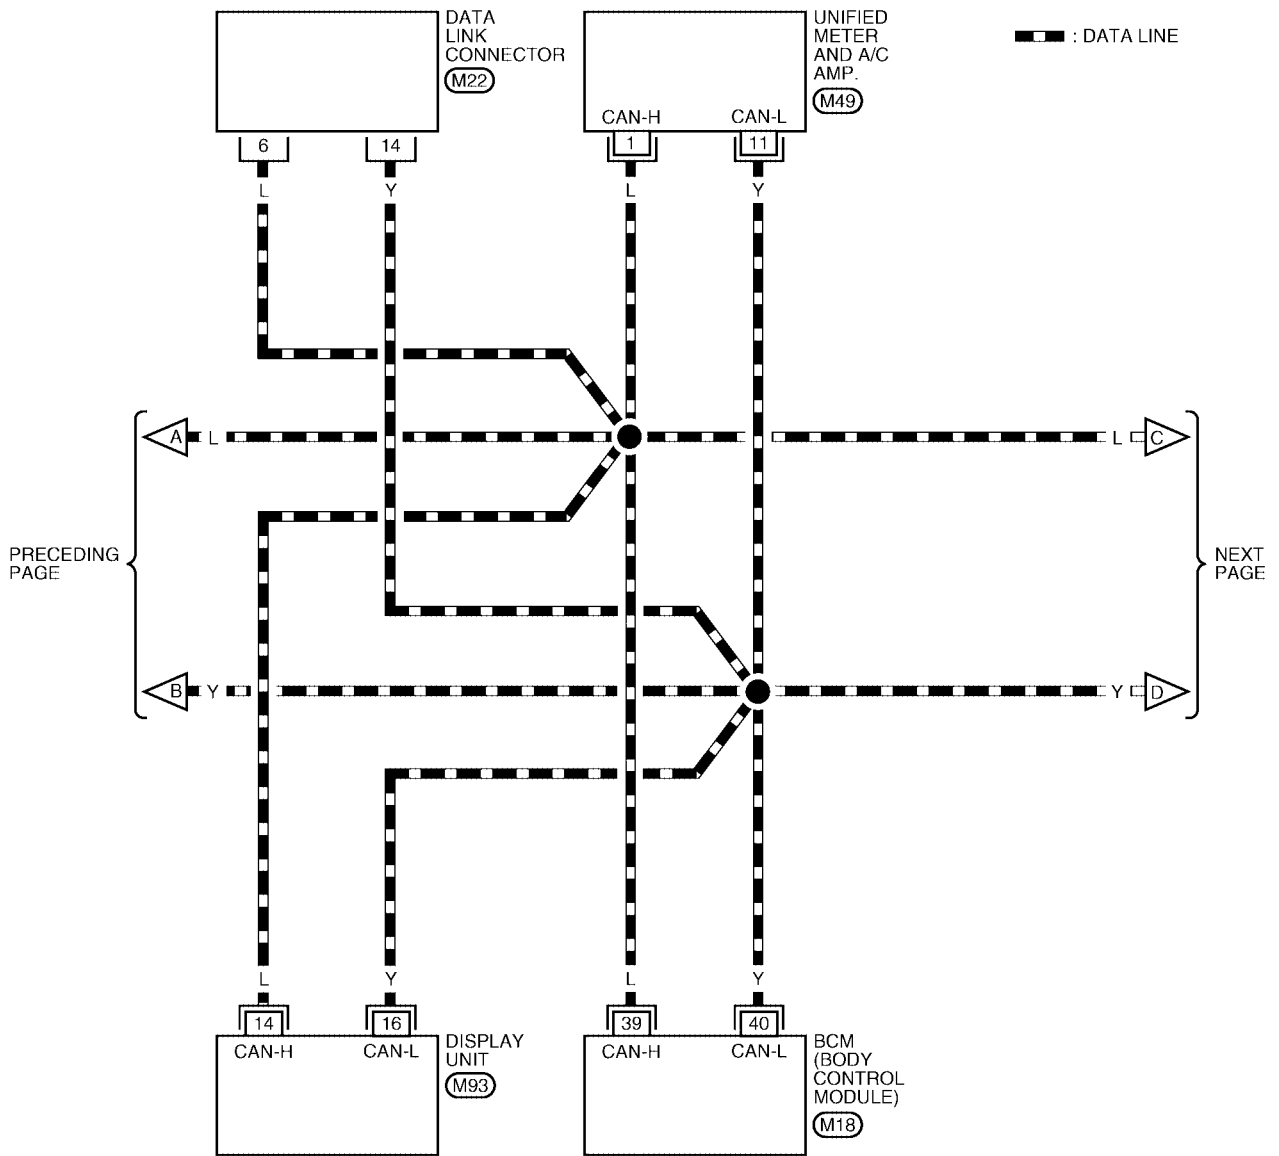 DATA
LINK
CONNECTOR
M22
UNIFIED
METER
AND A/C
AMP.
M49
: DATA LINE
CAN-H
CAN-L
6
14
1
11
L
Y
L
Y
A
L
L
C
PRECEDING
PAGE
NEXT
PAGE
B
Y
Y
D
L
Y
L
Y
14
16
39
40
CAN-H
CAN-L
DISPLAY
UNIT
M93
CAN-H
CAN-L
BCM
(BODY
CONTROL
MODULE)
M18